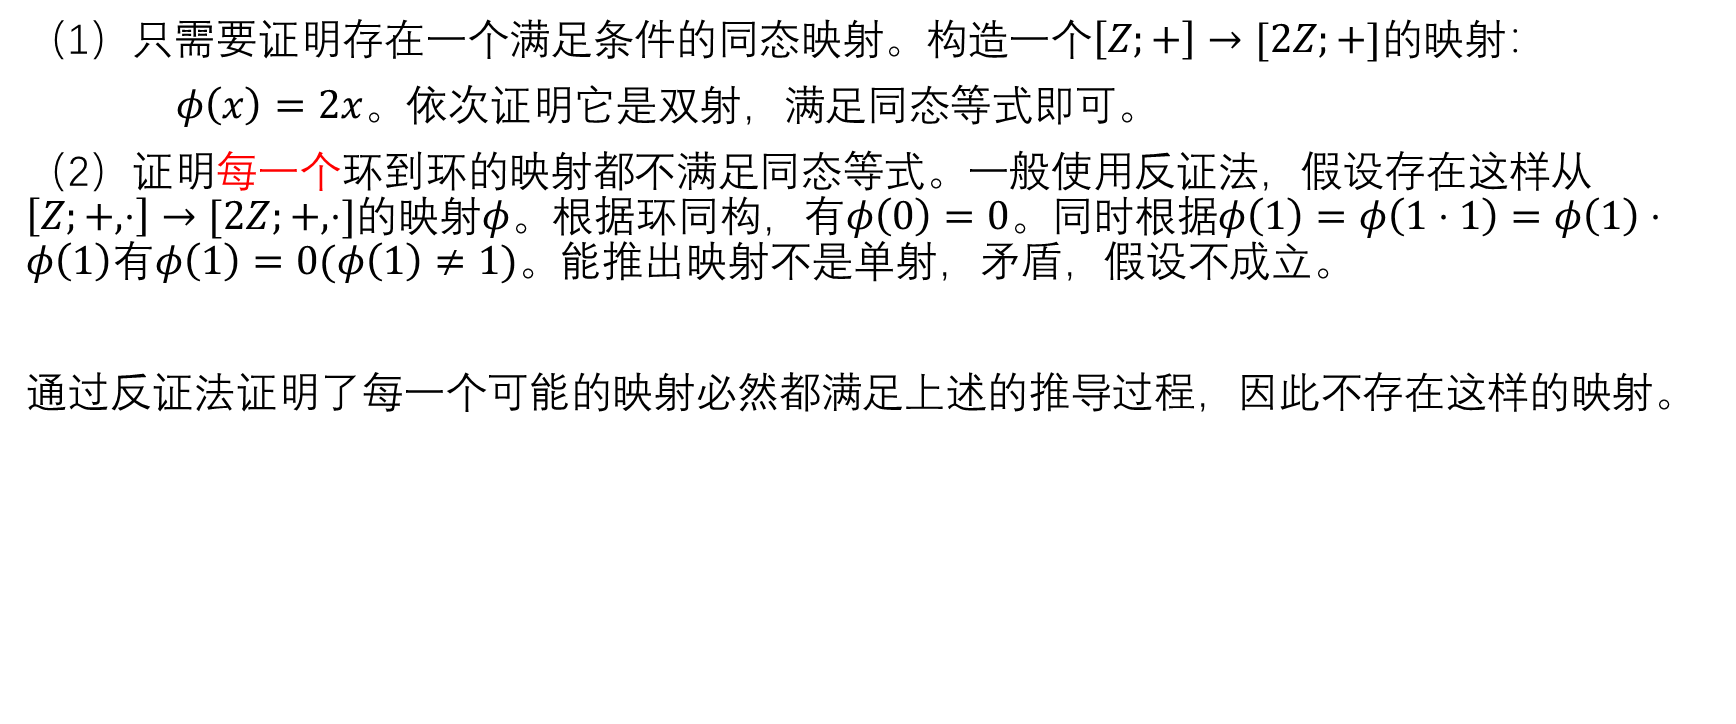 （1）只需要证明存在一个满足条件的同态映射。构造一个[Z; +] → [2Z; +]的映射：
ϕ(x) = 2x。依次证明它是双射，满足同态等式即可。
（2）证明每一个环到环的映射都不满足同态等式。一般使用反证法，假设存在这样从
[Z; +,·] → [2Z; +,·]的映射ϕ。根据环同构，有ϕ(0) = 0。同时根据ϕ(1) = ϕ(1 · 1) = ϕ(1) ·
ϕ(1)有ϕ(1) = 0(ϕ(1) ≠ 1)。能推出映射不是单射，矛盾，假设不成立。
通过反证法证明了每一个可能的映射必然都满足上述的推导过程，因此不存在这样的映射。